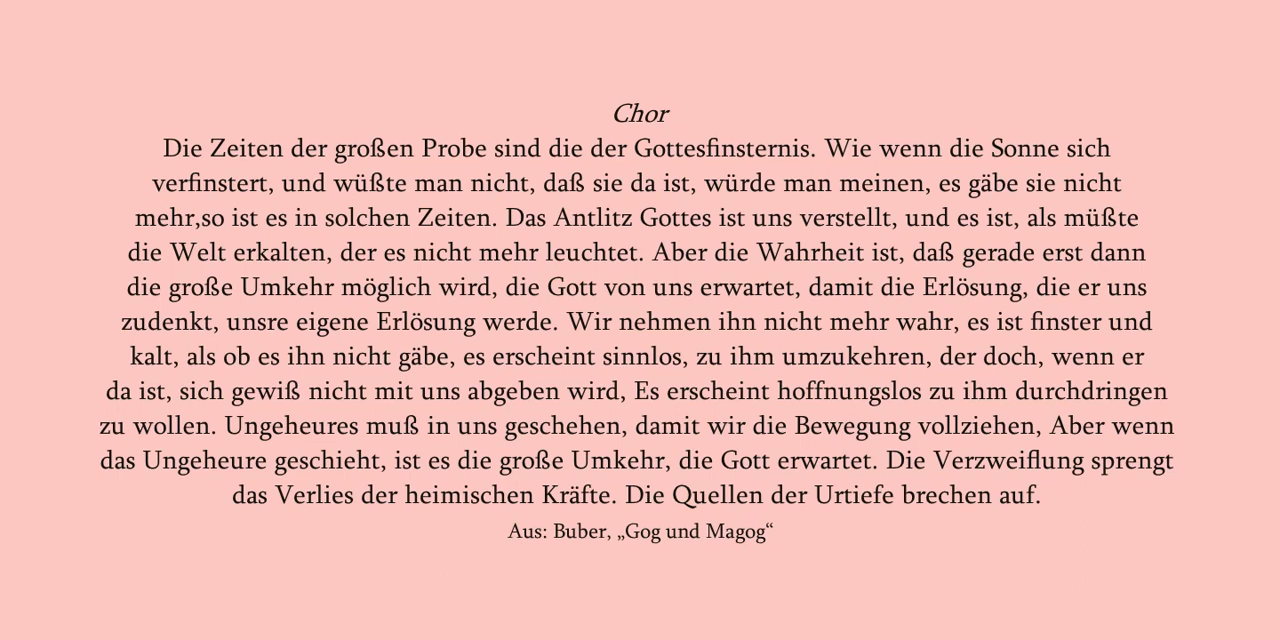 Chor
Die Zeiten der großen Probe sind die der Gottesfinsternis. Wie wenn die Sonne sich
verfinstert, und wüßte man nicht, daß sie da ist, würde man meinen, es gäbe sie nicht
mehr,so ist es in solchen Zeiten. Das Antlitz Gottes ist uns verstellt, und es ist, als müßte
die Welt erkalten, der es nicht mehr leuchtet. Aber die Wahrheit ist, daß gerade erst dann
die große Umkehr möglich wird, die Gott von uns erwartet, damit die Erlösung, die er uns
zudenkt, unsre eigene Erlösung werde. Wir nehmen ihn nicht mehr wahr, es ist finster und
kalt, als ob es ihn nicht gäbe, es erscheint sinnlos, zu ihm umzukehren, der doch, wenn er
da ist, sich gewiß nicht mit uns abgeben wird, Es erscheint hoffnungslos zu ihm durchdringen
zu wollen. Ungeheures muß in uns geschehen, damit wir die Bewegung vollziehen, Aber wenn
das Ungeheure geschieht, ist es die große Umkehr, die Gott erwartet. Die Verzweiflung sprengt
das Verlies der heimischen Kräfte. Die Quellen der Urtiefe brechen auf.
Aus: Buber, „Gog und Magog“